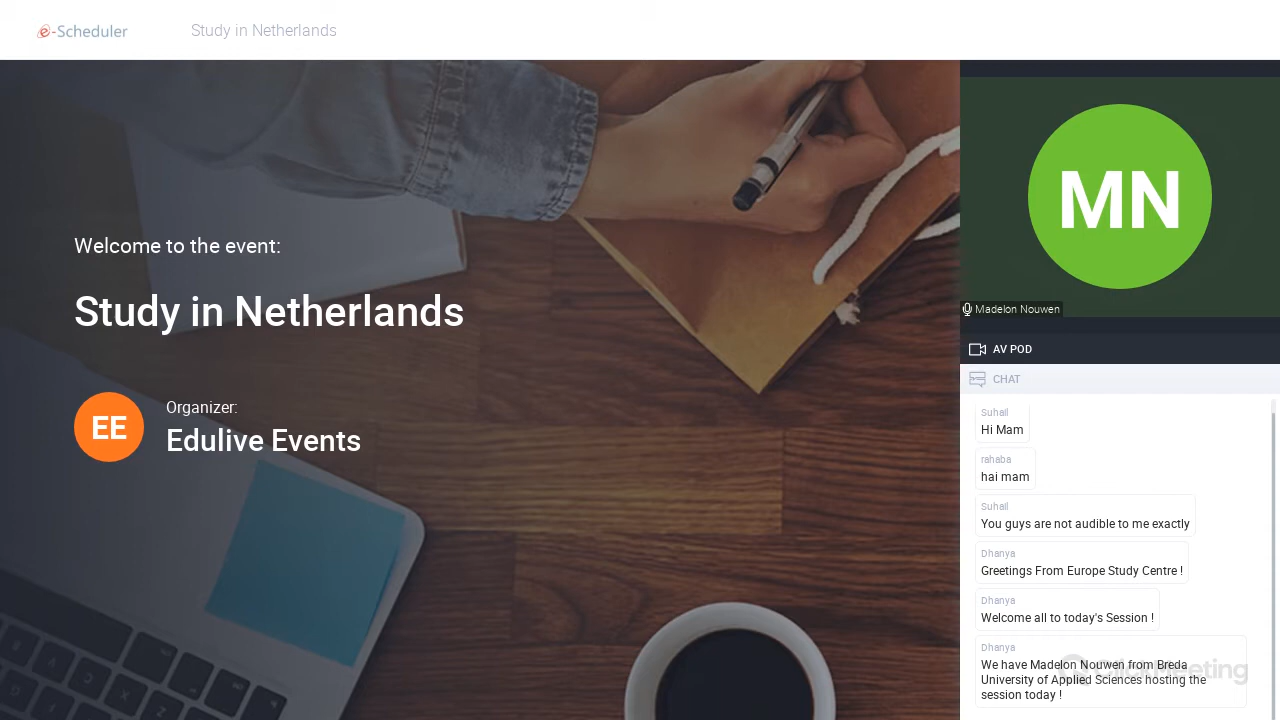 e-Scheduler
Study in Netherlands
Welcome to the event:
Study in Netherlands
EE
Organizer:
Edulive Events
MN
Madelon Nouwen
AV POD
CHAT
Suhail
Hi Mam
rahaba
hai mam
Suhail
You guys are not audible to me exactly
Dhanya
Greetings From Europe Study Centre !
Dhanya
Welcome all to today's Session !
Dhanya
We have Madelon Nouwen from Breda
University of Applied Sciences hosting the
session today !
ClickMeeting